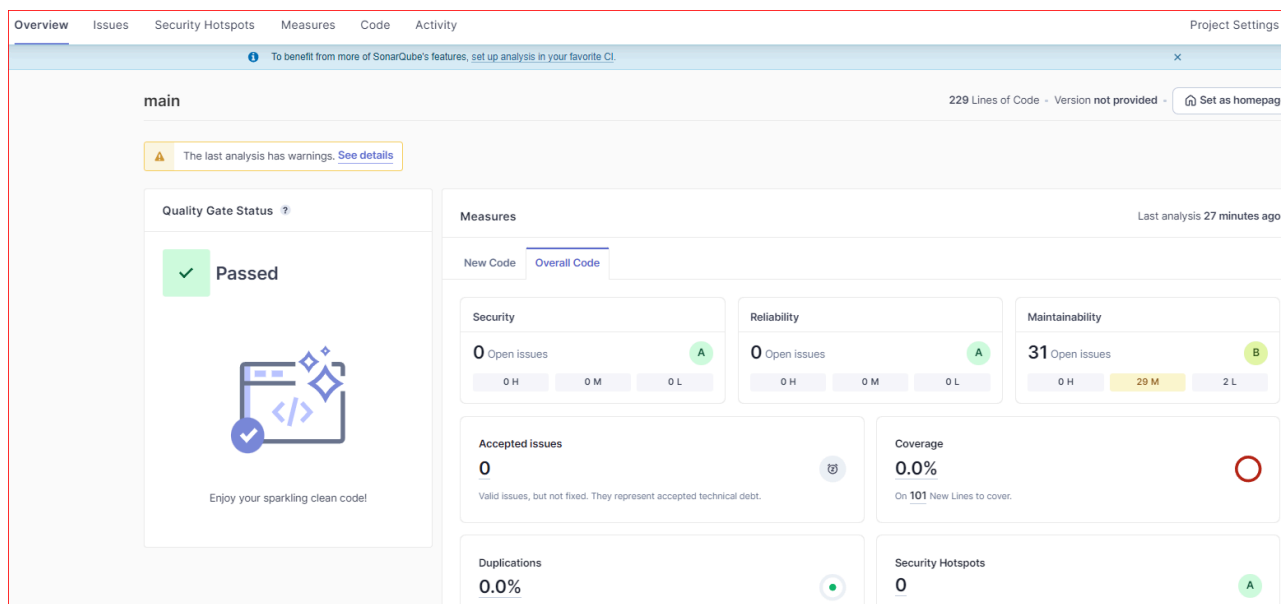 Overview Issues Security Hotspots Measures Code Activity Project Settings
To benefit from more of SonarQube's features, set up analysis in your favorite CI.
main 229 Lines of Code Version not provided Set as homepag
The last analysis has warnings. See details
Quality Gate Status ?
Passed
Enjoy your sparkling clean code!
Measures Last analysis 27 minutes ago
New Code Overall Code
Security Reliability Maintainability
0 Open issues A 0 Open issues A 31 Open issues B
0 H 0 M 0 L 0 H 0 M 0 L 0 H 29 M 2 L
Accepted issues
0
Valid issues, but not fixed. They represent accepted technical debt.
Coverage
0.0%
On 101 New Lines to cover.
Duplications
0.0%
Security Hotspots
0 A